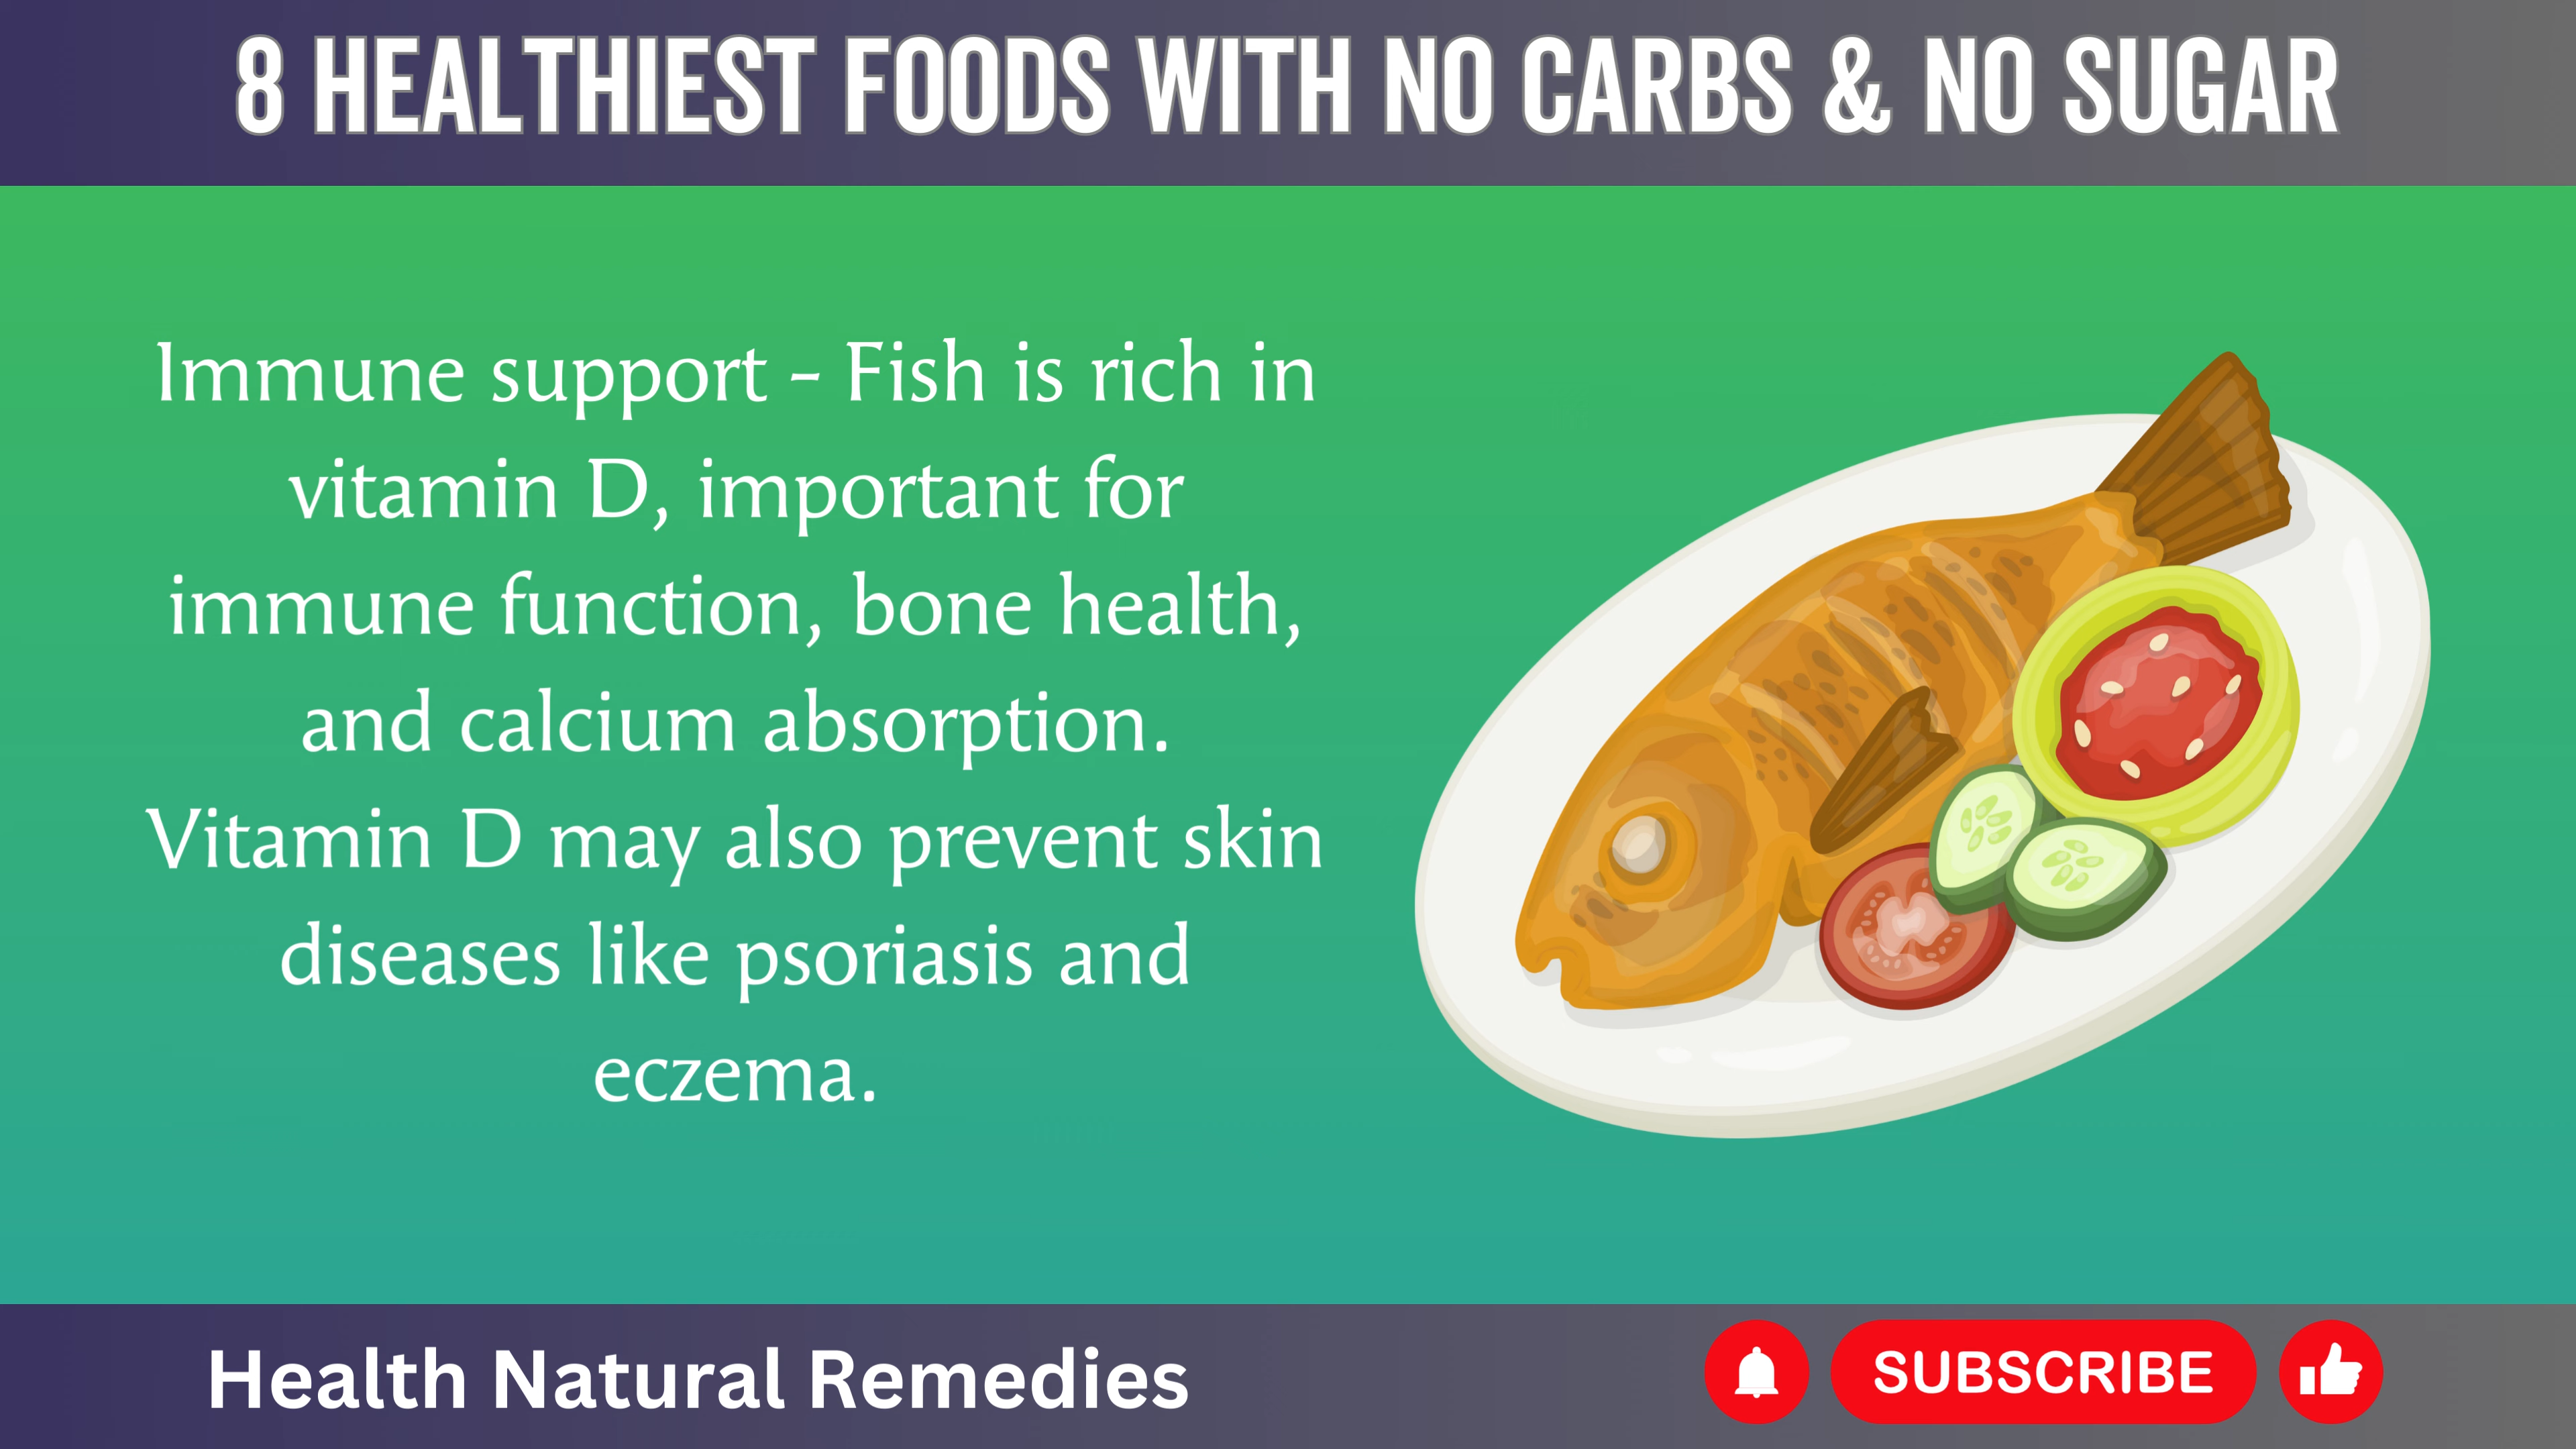 8 HEALTHIEST FOODS WITH NO CARBS & NO SUGAR
Immune support - Fish is rich in
vitamin D, important for
immune function, bone health,
and calcium absorption.
Vitamin D may also prevent skin
diseases like psoriasis and
eczema.
Health Natural Remedies
SUBSCRIBE